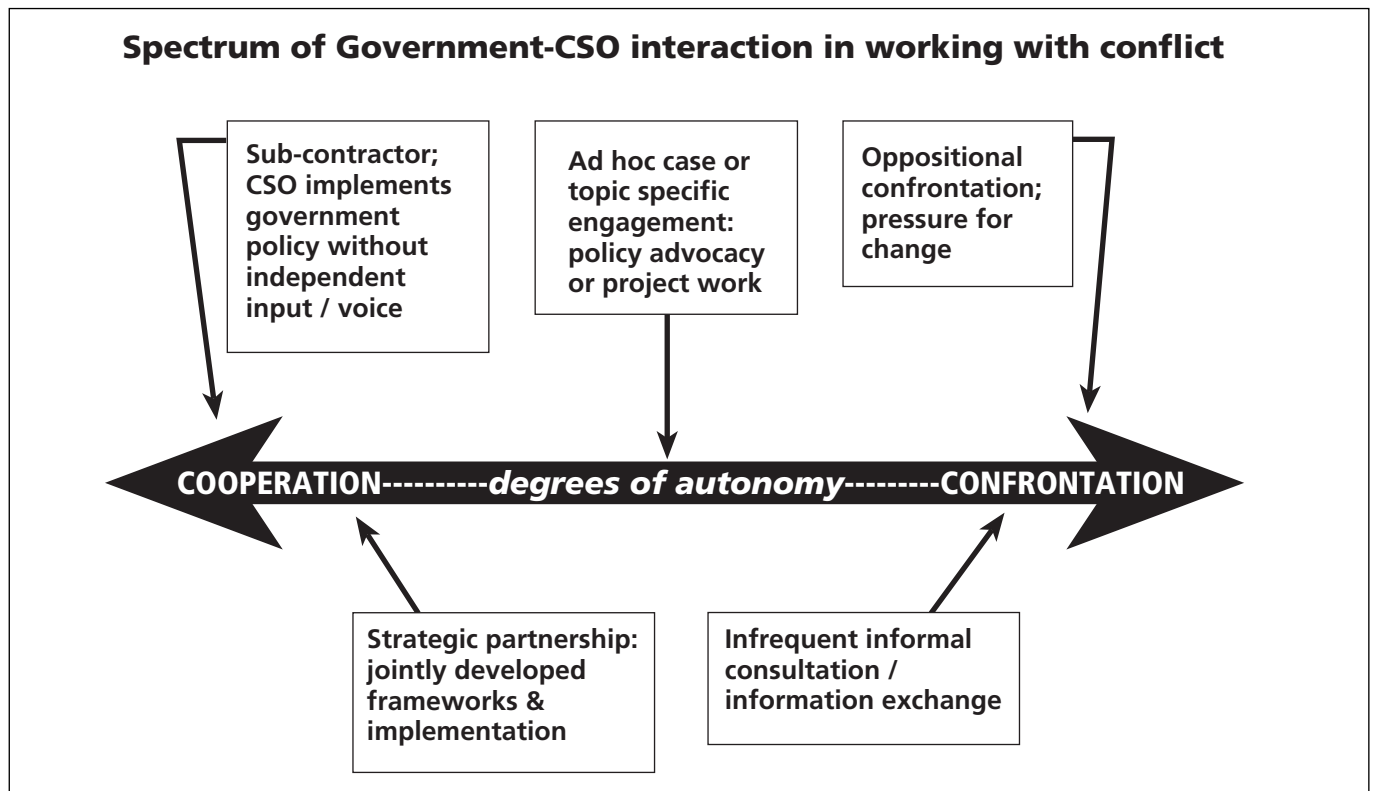 Spectrum of Government-CSO interaction in working with conflict
Sub-contractor;
CSO implements
government
policy without
independent
input / voice
Ad hoc case or
topic specific
engagement:
policy advocacy
or project work
Oppositional
confrontation;
pressure for
change
COOPERATION----------degrees of autonomy---------CONFRONTATION
Strategic partnership:
jointly developed
frameworks &
implementation
Infrequent informal
consultation /
information exchange